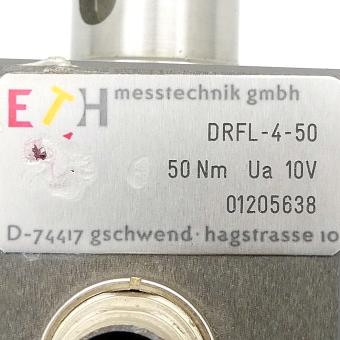 ETH messtechnik gmbh
DRFL-4-50
50 Nm Ua 10V
01205638
D-74417 gschwend · hagstrasse 10